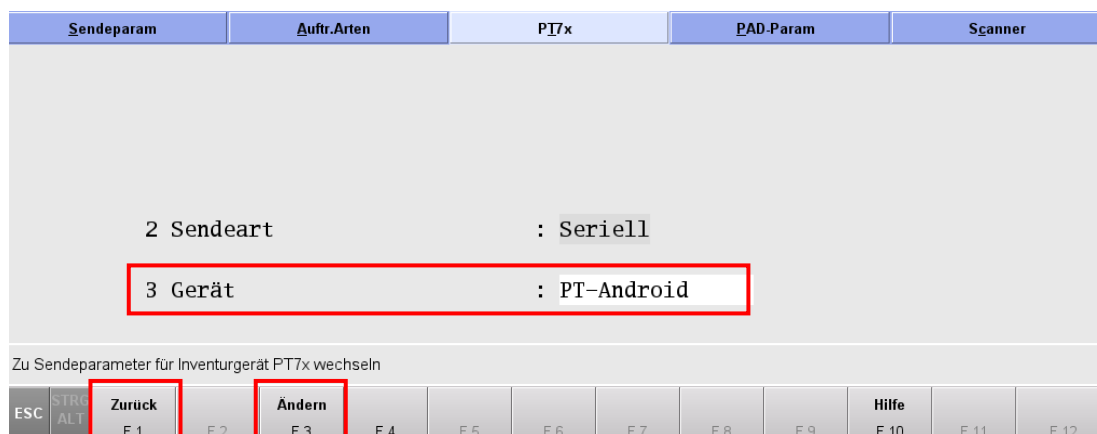 Sendeparam Auftr.Arten PT7x PAD-Param Scanner
2 Sendeart : Seriell
3 Gerät : PT-Android
Zu Sendeparameter für Inventurgerät PT7x wechseln
ESC STRG ALT Zurück Ändern Hilfe
F 1 F 2 F 3 F 4 F 5 F 6 F 7 F 8 F 9 F 10 F 11 F 12